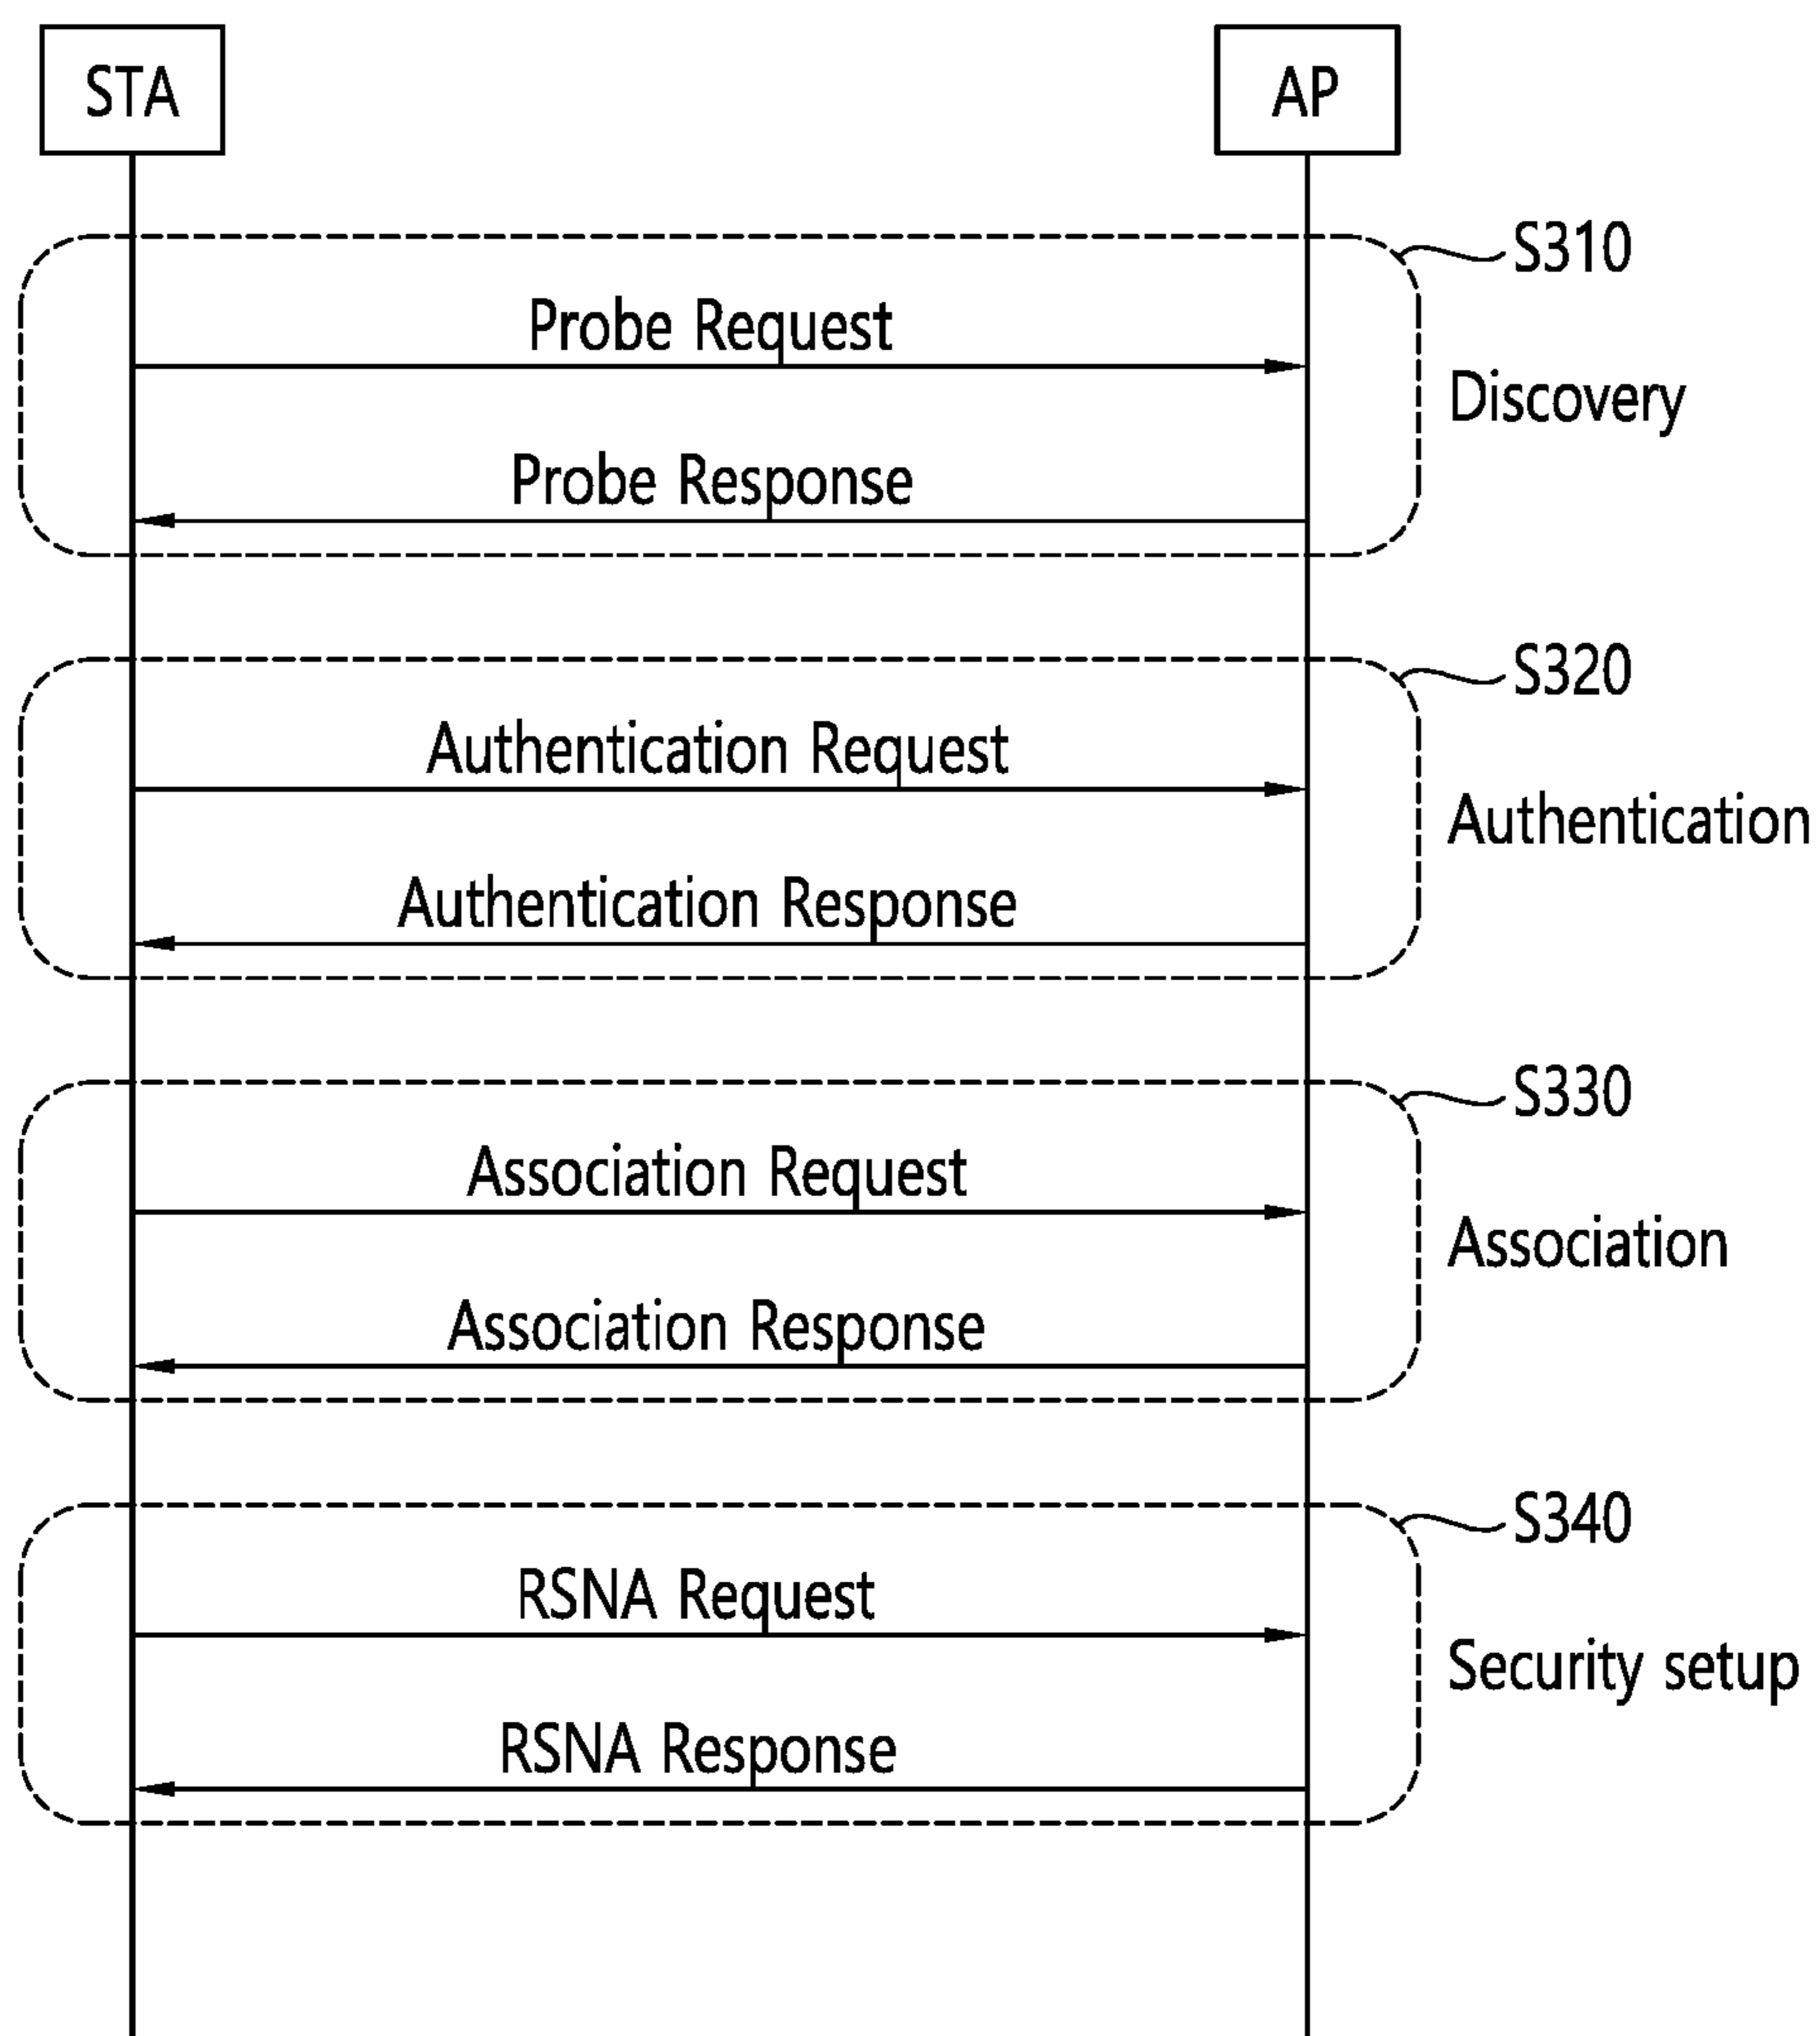 STA
AP
S310
Probe Request
Discovery
Probe Response
S320
Authentication Request
Authentication
Authentication Response
S330
Association Request
Association
Association Response
S340
RSNA Request
Security setup
RSNA Response